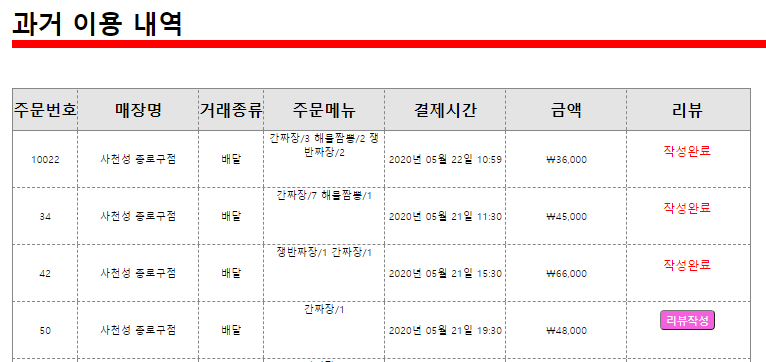 과거 이용 내역
주문번호 매장명 거래종류 주문메뉴 결제시간 금액 리뷰
간짜장/3 해물짬뽕/2 쟁
반짜장/2
10022 사천성 종로구점 배달 2020년 05월 22일 10:59 ₩36,000 작성완료
간짜장/7 해물짬뽕/1
34 사천성 종로구점 배달 2020년 05월 21일 11:30 ₩45,000 작성완료
쟁반짜장/1 간짜장/1
42 사천성 종로구점 배달 2020년 05월 21일 15:30 ₩66,000 작성완료
간짜장/1
50 사천성 종로구점 배달 2020년 05월 21일 19:30 ₩48,000 리뷰작성